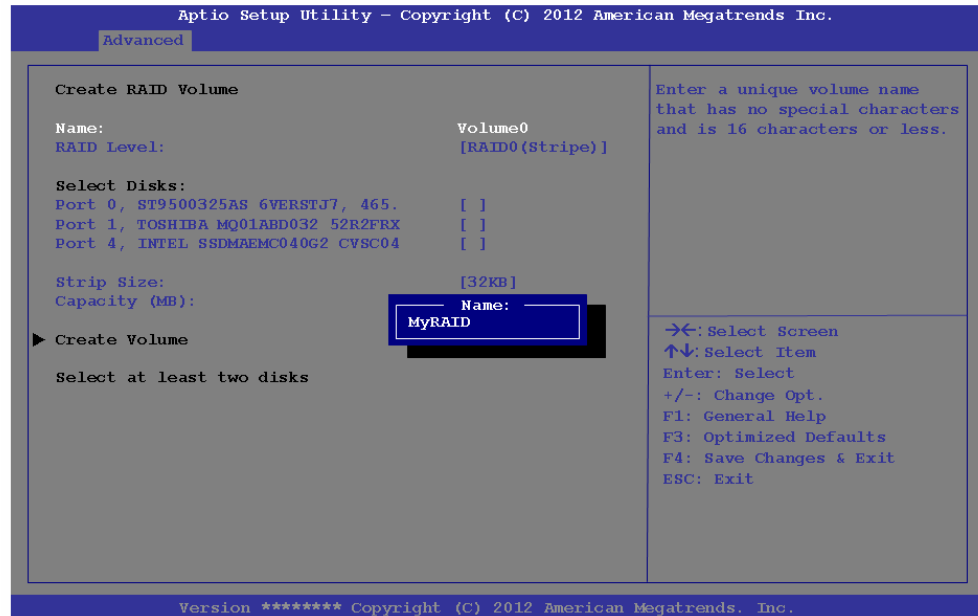 Aptio Setup Utility – Copyright (C) 2012 American Megatrends Inc.
Advanced
Create RAID Volume
Name: Volume0
RAID Level: [RAID0(Stripe)]
Select Disks:
Port 0, ST9500325AS 6VERSTJ7, 465. [ ]
Port 1, TOSHIBA MQ01ABD032 52R2FRX [ ]
Port 4, INTEL SSDMAEMC040G2 CVSC04 [ ]
Strip Size: [32KB]
Capacity (MB):
Name:
MyRAID
Create Volume
Select at least two disks
Enter a unique volume name
that has no special characters
and is 16 characters or less.
→←: Select Screen
↑↓: Select Item
Enter: Select
+/-: Change Opt.
F1: General Help
F3: Optimized Defaults
F4: Save Changes & Exit
ESC: Exit
Version ******** Copyright (C) 2012 American Megatrends. Inc.